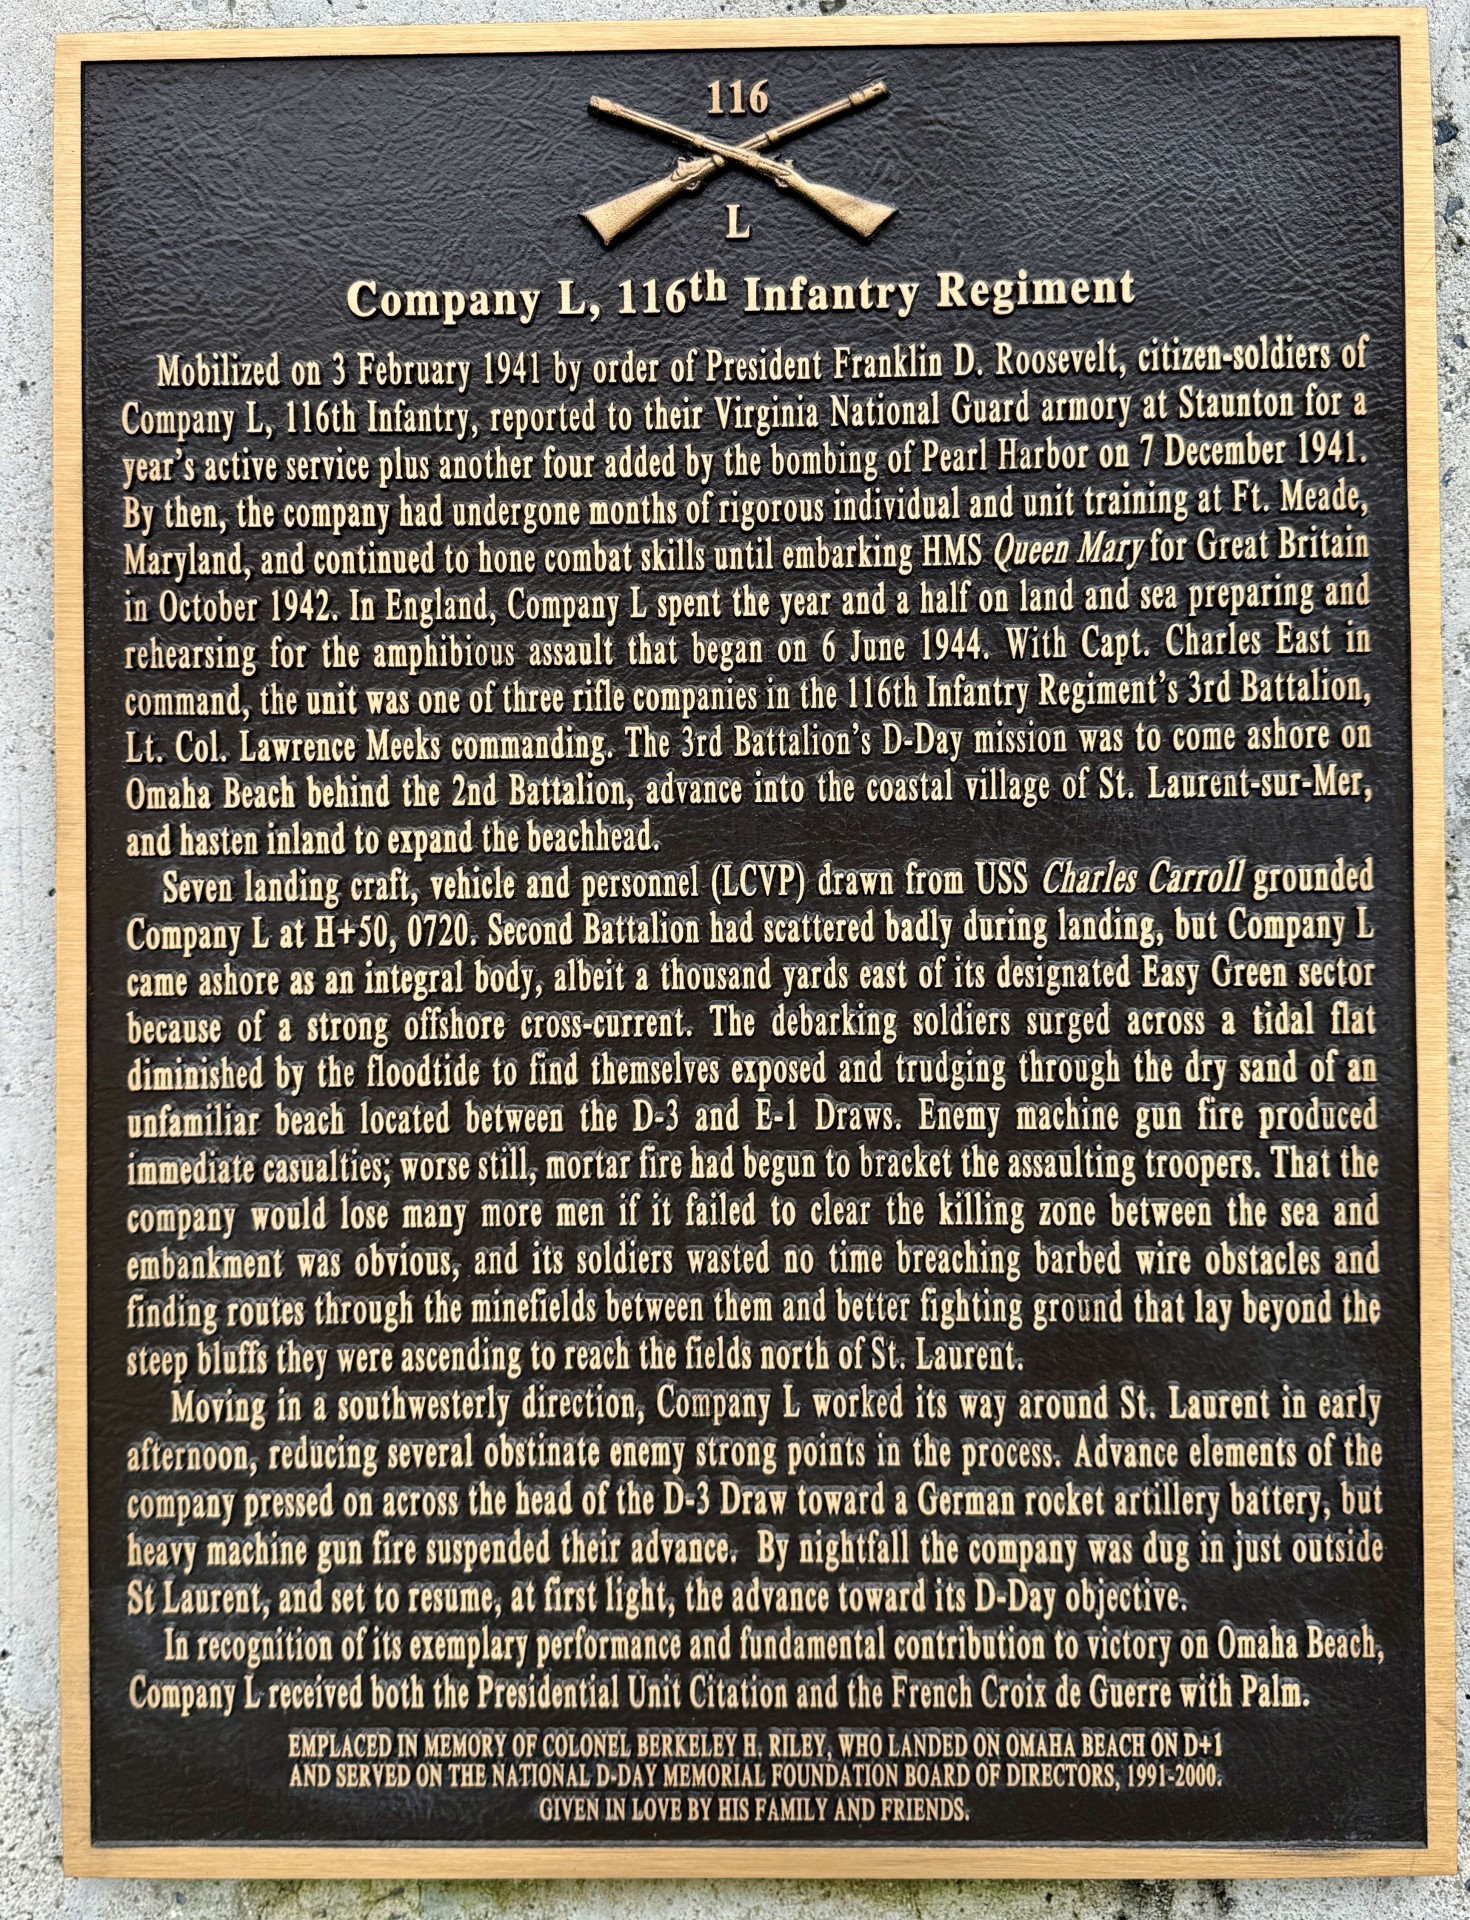 116
L
Company L, 116th Infantry Regiment
Mobilized on 3 February 1941 by order of President Franklin D. Roosevelt, citizen-soldiers of
Company L, 116th Infantry, reported to their Virginia National Guard armory at Staunton for a
year's active service plus another four added by the bombing of Pearl Harbor on 7 December 1941.
By then, the company had undergone months of rigorous individual and unit training at Ft. Meade,
Maryland, and continued to hone combat skills until embarking HMS Queen Mary for Great Britain
in October 1942. In England, Company L spent the year and a half on land and sea preparing and
rehearsing for the amphibious assault that began on 6 June 1944. With Capt. Charles East in
command, the unit was one of three rifle companies in the 116th Infantry Regiment's 3rd Battalion,
Lt. Col. Lawrence Meeks commanding. The 3rd Battalion's D-Day mission was to come ashore on
Omaha Beach behind the 2nd Battalion, advance into the coastal village of St. Laurent-sur-Mer,
and hasten inland to expand the beachhead.
Seven landing craft, vehicle and personnel (LCVP) drawn from USS Charles Carroll grounded
Company L at H+50, 0720. Second Battalion had scattered badly during landing, but Company L
came ashore as an integral body, albeit a thousand yards east of its designated Easy Green sector
because of a strong offshore cross-current. The debarking soldiers surged across a tidal flat
diminished by the floodtide to find themselves exposed and trudging through the dry sand of an
unfamiliar beach located between the D-3 and E-1 Draws. Enemy machine gun fire produced
immediate casualties; worse still, mortar fire had begun to bracket the assaulting troopers. That the
company would lose many more men if it failed to clear the killing zone between the sea and
embankment was obvious, and its soldiers wasted no time breaching barbed wire obstacles and
finding routes through the minefields between them and better fighting ground that lay beyond the
steep bluffs they were ascending to reach the fields north of St. Laurent.
Moving in a southwesterly direction, Company L worked its way around St. Laurent in early
afternoon, reducing several obstinate enemy strong points in the process. Advance elements of the
company pressed on across the head of the D-3 Draw toward a German rocket artillery battery, but
heavy machine gun fire suspended their advance. By nightfall the company was dug in just outside
St Laurent, and set to resume, at first light, the advance toward its D-Day objective.
In recognition of its exemplary performance and fundamental contribution to victory on Omaha Beach,
Company L received both the Presidential Unit Citation and the French Croix de Guerre with Palm.
EMPLACED IN MEMORY OF COLONEL BERKELEY H. RILEY, WHO LANDED ON OMAHA BEACH ON D+1
AND SERVED ON THE NATIONAL D-DAY MEMORIAL FOUNDATION BOARD OF DIRECTORS, 1991-2000.
GIVEN IN LOVE BY HIS FAMILY AND FRIENDS.